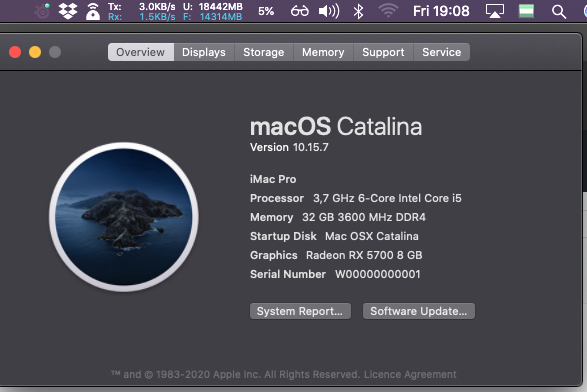 Tx: 3.0KB/s U: 18442MB 5% Fri 19:08
Rx: 1.5KB/s F: 14314MB
Overview Displays Storage Memory Support Service
macOS Catalina
Version 10.15.7
iMac Pro
Processor 3,7 GHz 6-Core Intel Core i5
Memory 32 GB 3600 MHz DDR4
Startup Disk Mac OSX Catalina
Graphics Radeon RX 5700 8 GB
Serial Number W00000000001
System Report... Software Update...
™ and © 1983-2020 Apple Inc. All Rights Reserved. Licence Agreement